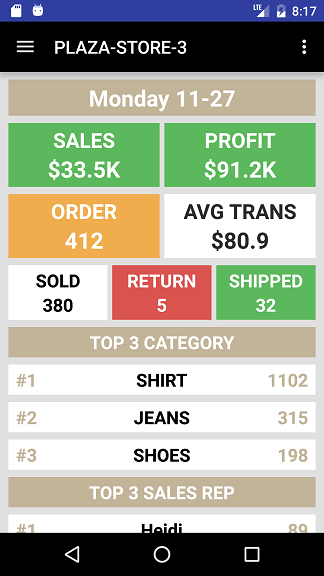 LTE 8:17
PLAZA-STORE-3
Monday 11-27
SALES PROFIT
$33.5K $91.2K
ORDER AVG TRANS
412 $80.9
SOLD RETURN SHIPPED
380 5 32
TOP 3 CATEGORY
#1 SHIRT 1102
#2 JEANS 315
#3 SHOES 198
TOP 3 SALES REP
#1 Heidi 89